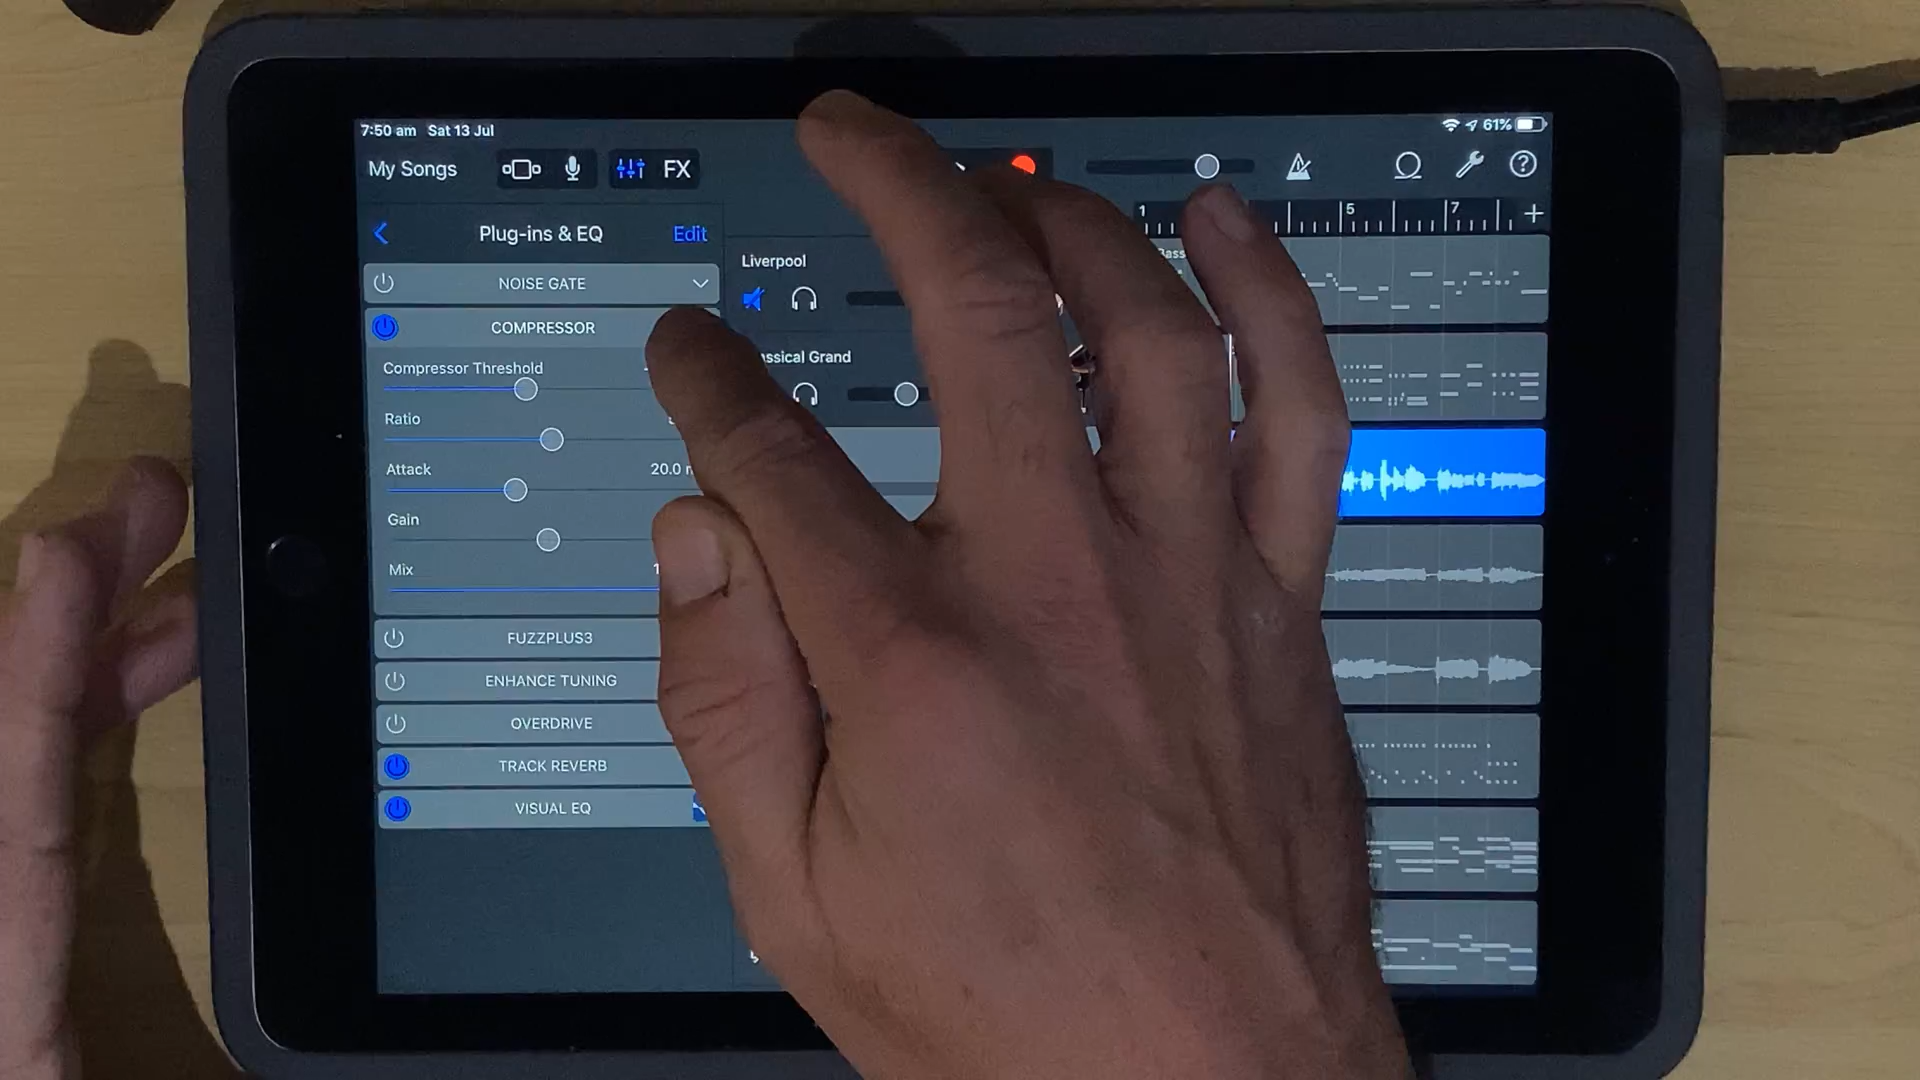 7:50 am Sat 13 Jul
61%
My Songs
FX
Plug-ins & EQ
Edit
1
5
7
NOISE GATE
Liverpool
Bass
COMPRESSOR
Compressor Threshold
Grand
Ratio
Attack
20.0
Gain
Mix
FUZZPLUS3
ENHANCE TUNING
OVERDRIVE
TRACK REVERB
VISUAL EQ